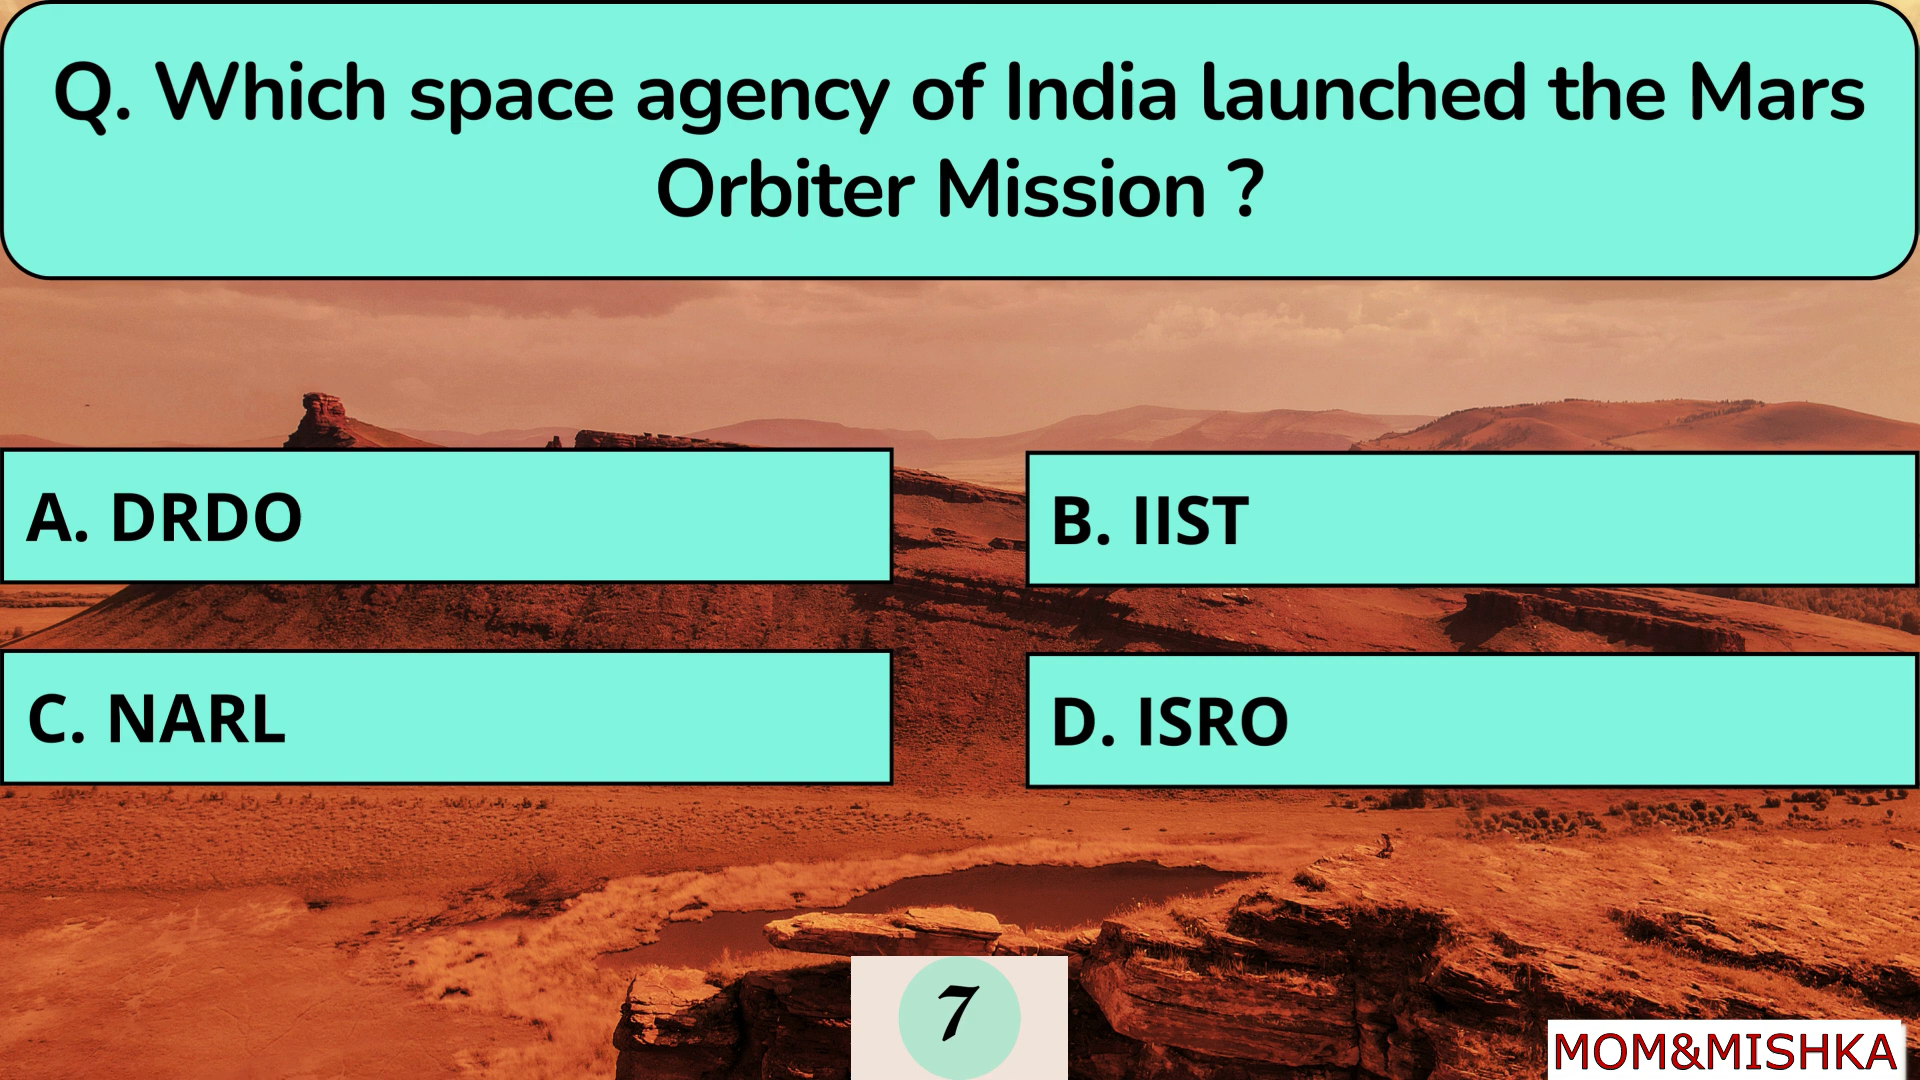 Q. Which space agency of India launched the Mars
Orbiter Mission ?
A. DRDO
B. IIST
C. NARL
D. ISRO
7
MOM&MISHKA